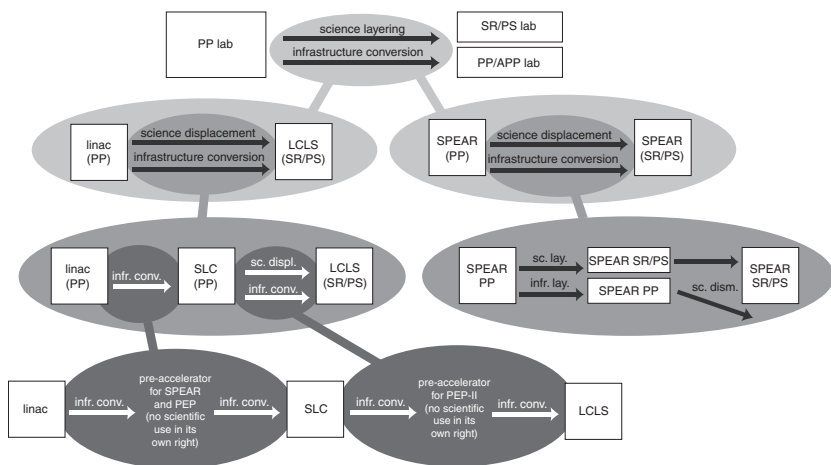 PP lab
science layering
infrastructure conversion
SR/PS lab
PP/APP lab
linac
(PP)
science displacement
infrastructure conversion
LCLS
(SR/PS)
SPEAR
(PP)
science displacement
infrastructure conversion
SPEAR
(SR/PS)
linac
(PP)
infr. conv.
SLC
(PP)
sc. displ.
infr. conv.
LCLS
(SR/PS)
SPEAR
PP
sc. lay.
infr. lay.
SPEAR SR/PS
SPEAR PP
sc. dism.
SPEAR
SR/PS
linac
infr. conv.
pre-accelerator
for SPEAR
and PEP
(no scientific
use in its
own right)
infr. conv.
SLC
infr. conv.
pre-accelerator
for PEP-II
(no scientific
use in its
own right)
infr. conv.
LCLS